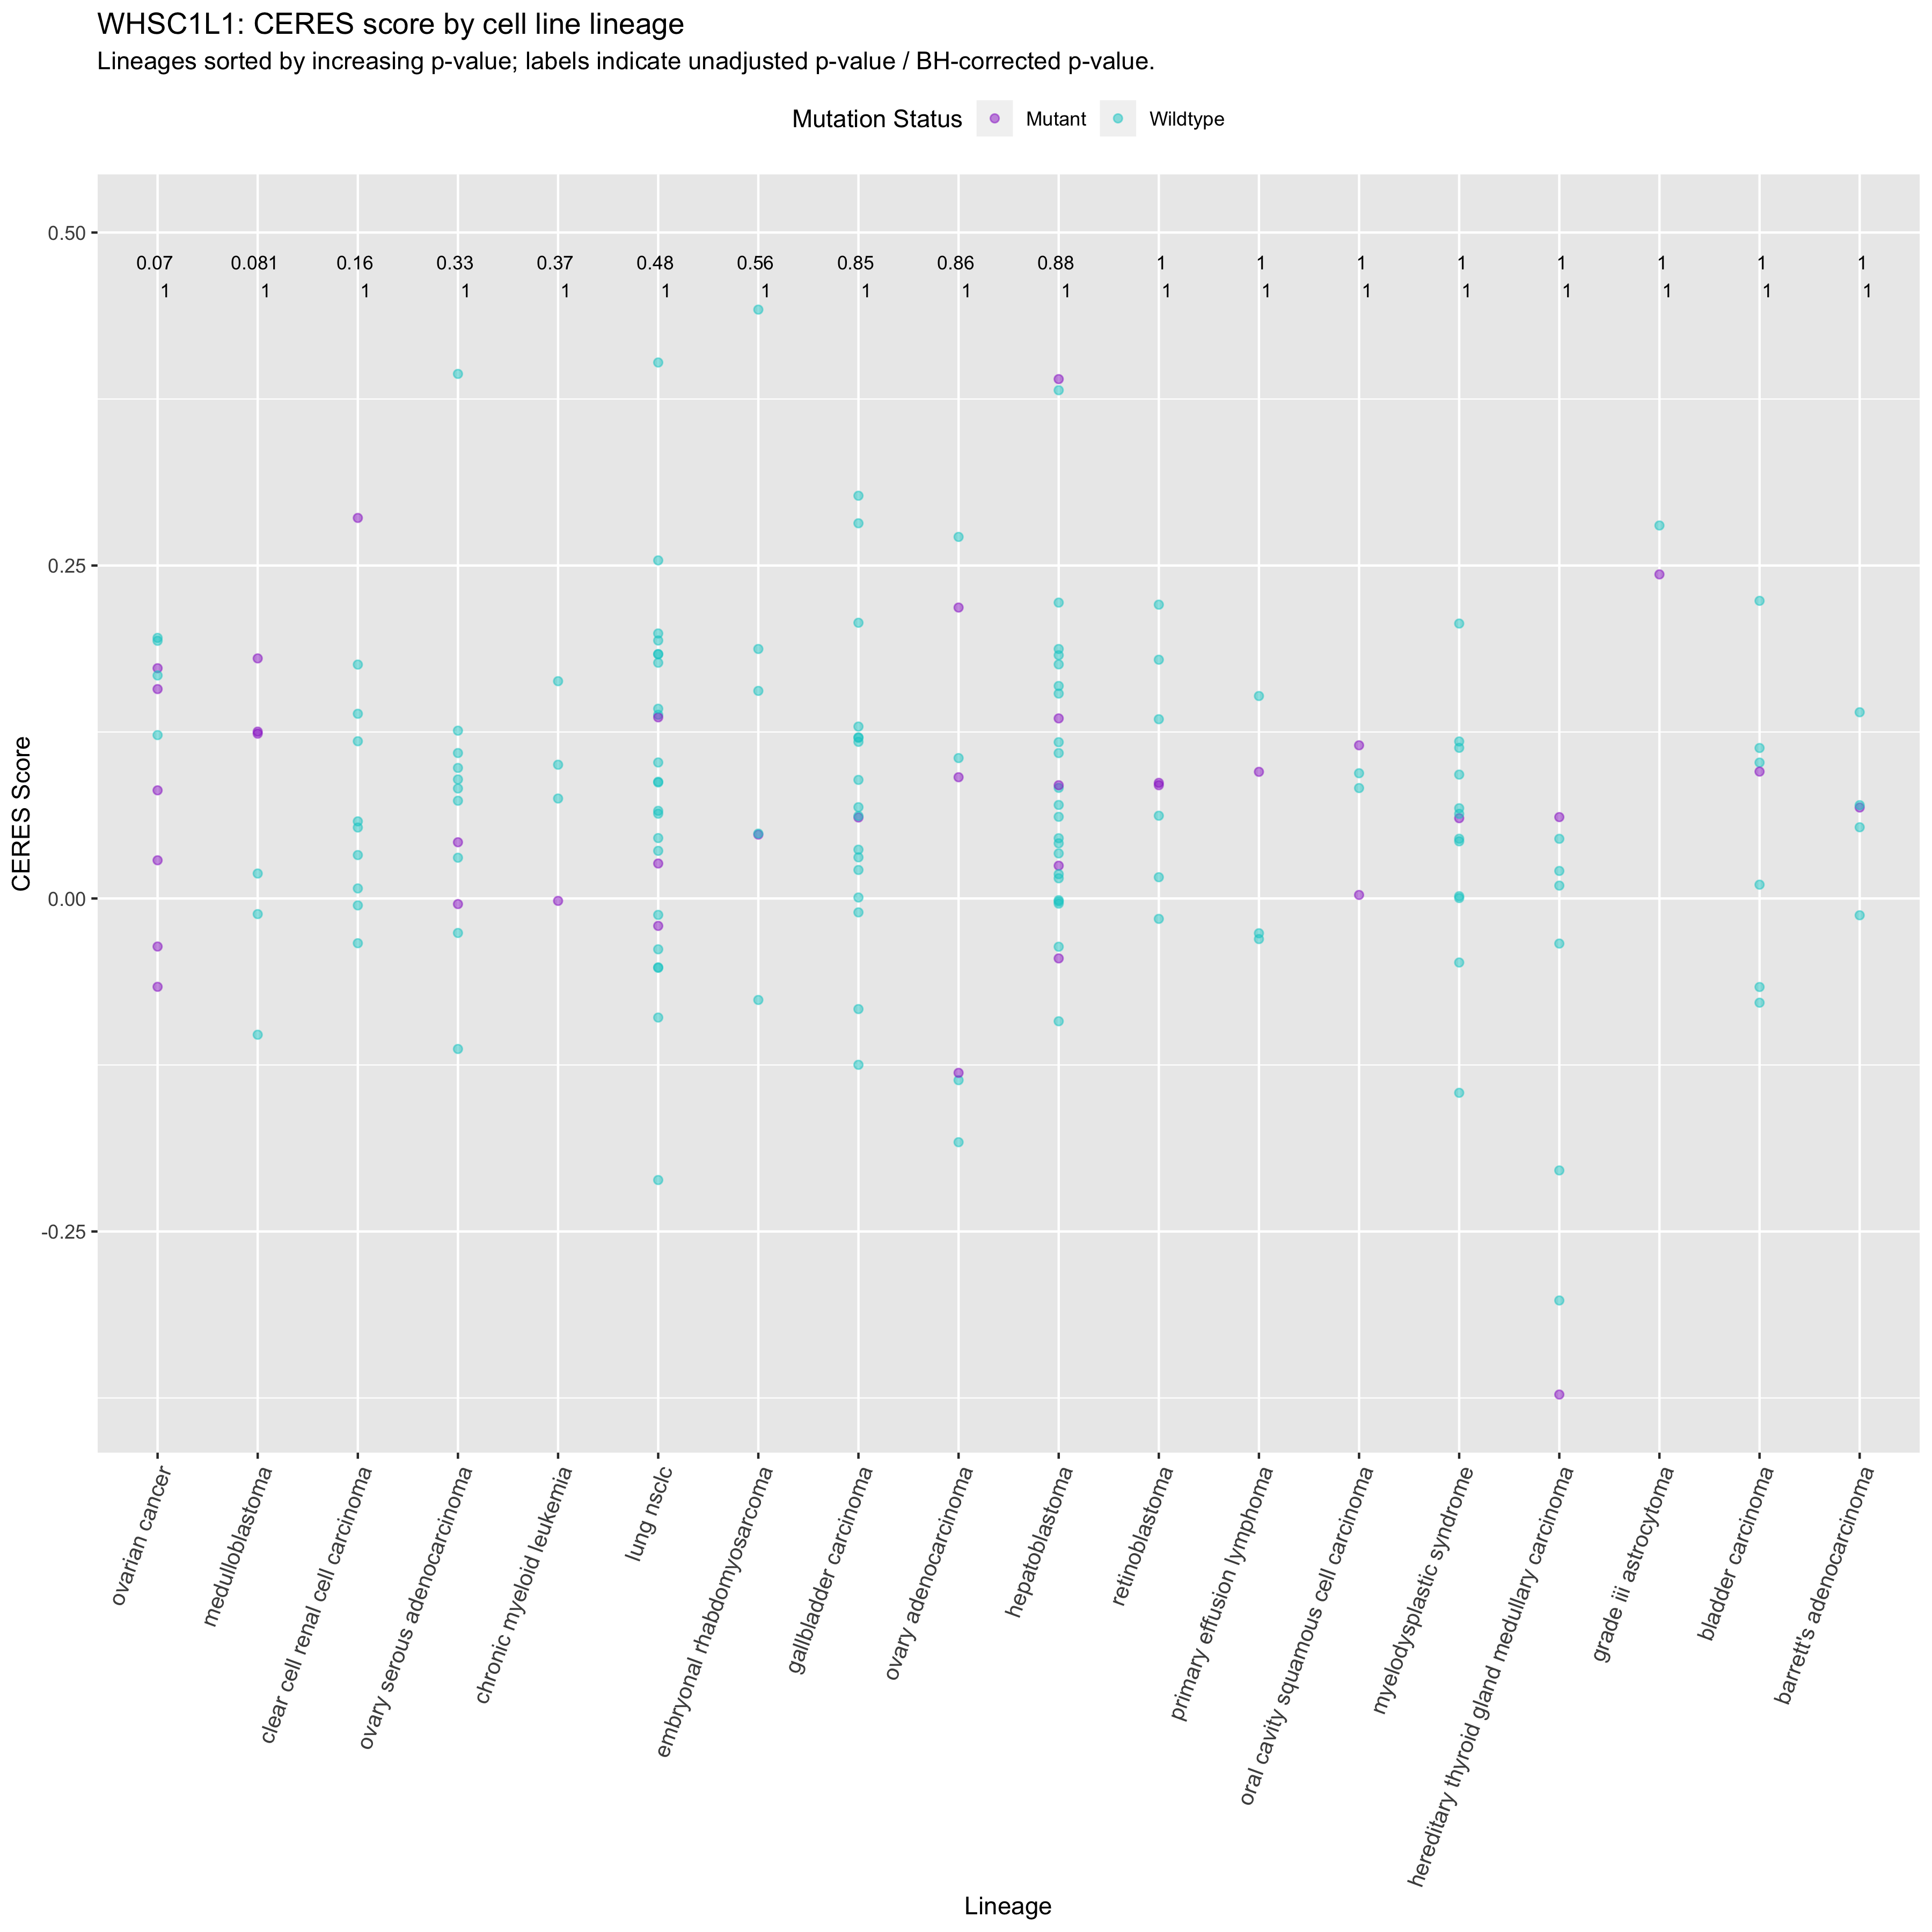 WHSC1L1: CERES score by cell line lineage
Lineages sorted by increasing p-value; labels indicate unadjusted p-value / BH-corrected p-value.
Mutation Status Mutant Wildtype
0.50
0.07 0.081 0.16 0.33 0.37 0.48 0.56 0.85 0.86 0.88 1 1 1 1 1 1 1 1
1 1 1 1 1 1 1 1 1 1 1 1 1 1 1 1 1 1
0.25
0.00
-0.25
CERES Score
ovarian cancer
medulloblastoma
clear cell renal cell carcinoma
ovary serous adenocarcinoma
chronic myeloid leukemia
lung nsclc
embryonal rhabdomyosarcoma
gallbladder carcinoma
ovary adenocarcinoma
hepatoblastoma
retinoblastoma
primary effusion lymphoma
oral cavity squamous cell carcinoma
myelodysplastic syndrome
hereditary thyroid gland medullary carcinoma
grade iii astrocytoma
bladder carcinoma
barrett's adenocarcinoma
Lineage